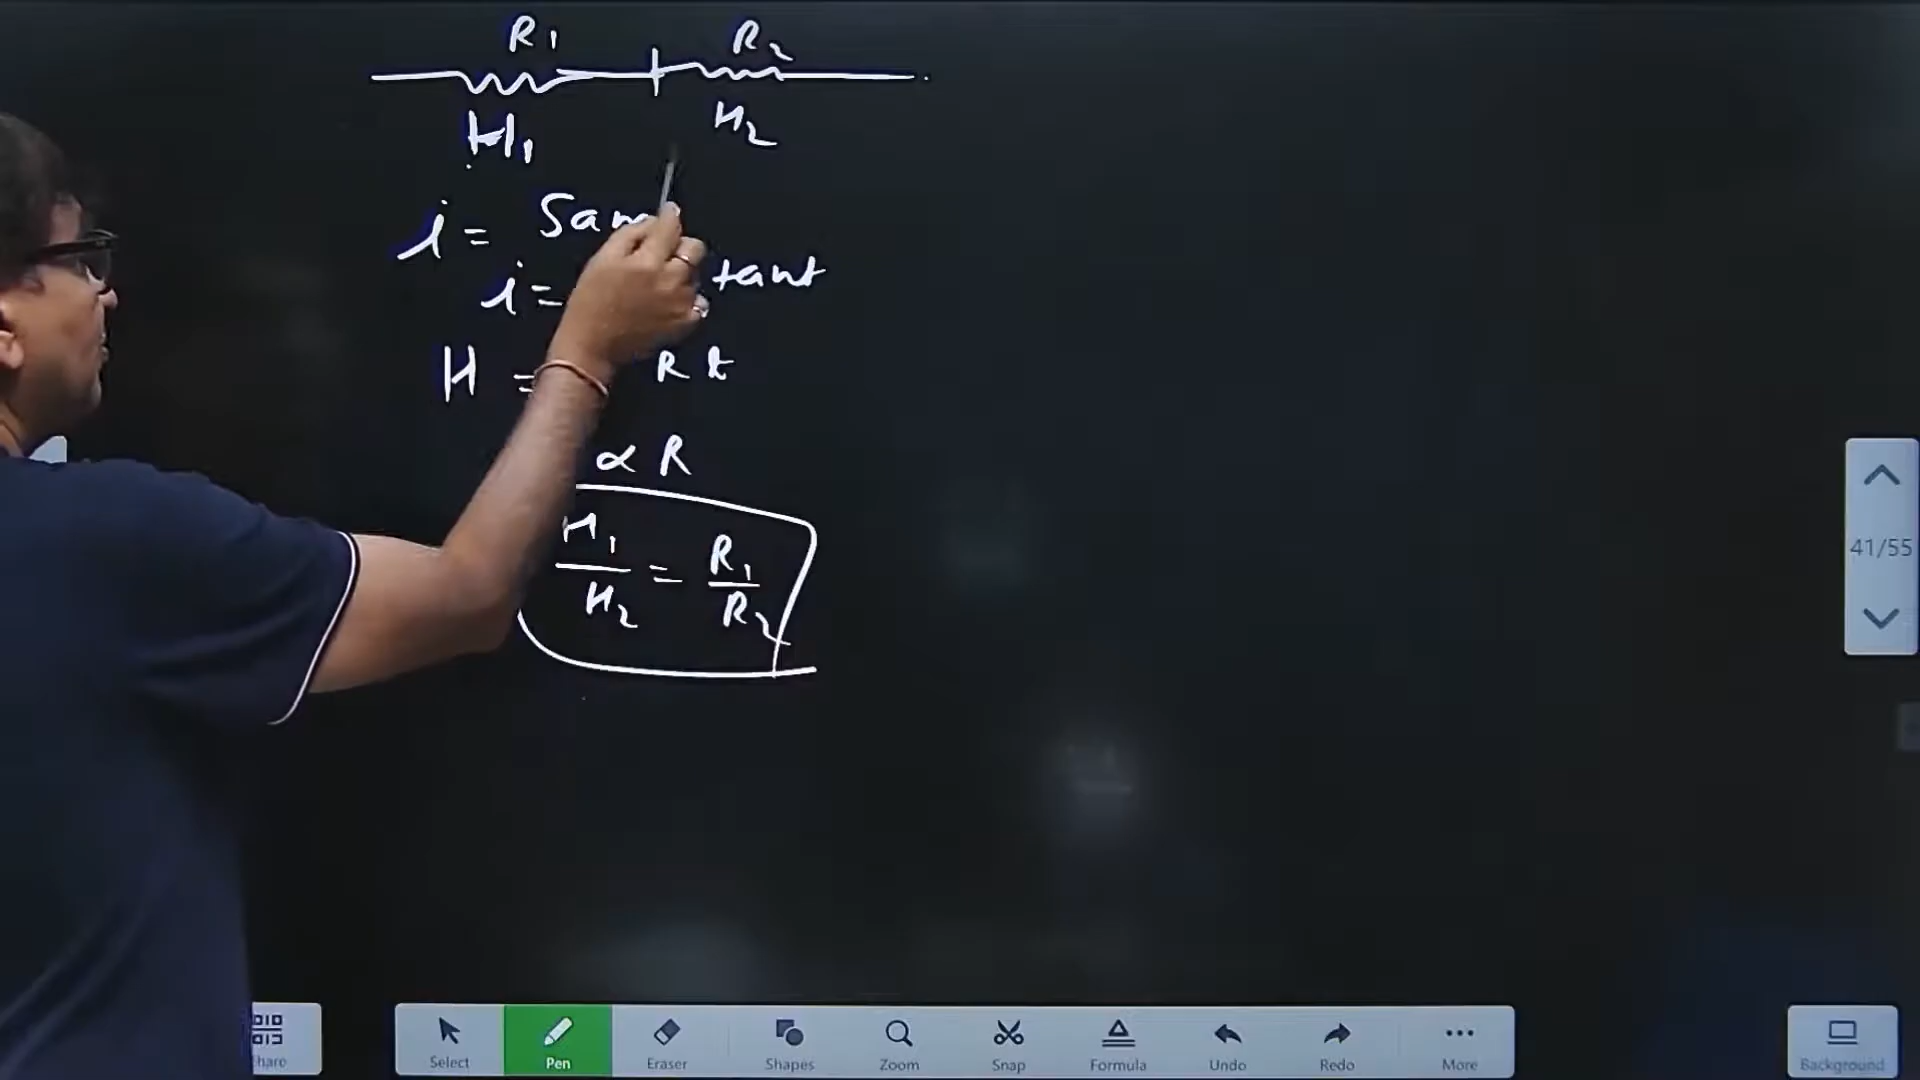 R1 R2
H1 H2
i = Sam
i = tant
H = R t
α R
H1/H2 = R1/R2
41/55
Share Select Pen Eraser Shapes Zoom Snap Formula Undo Redo More Background